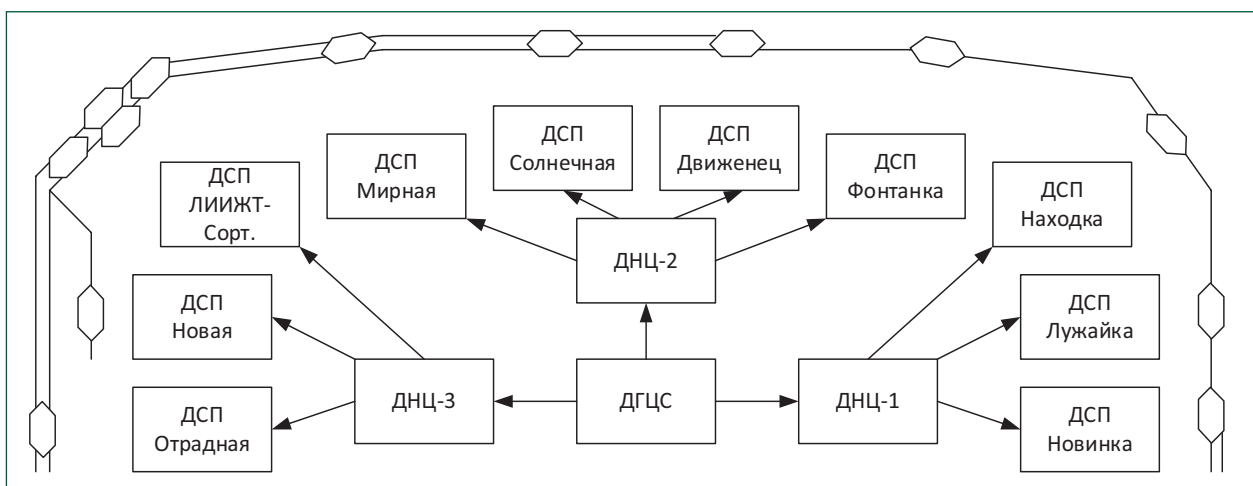 ДСП
Солнечная
ДСП
Движенец
ДСП
Мирная
ДСП
Фонтанка
ДСП
ЛИИЖТ-
Сорт.
ДСП
Находка
ДНЦ-2
ДСП
Новая
ДСП
Лужайка
ДНЦ-3
ДГЦС
ДНЦ-1
ДСП
Отрадная
ДСП
Новинка